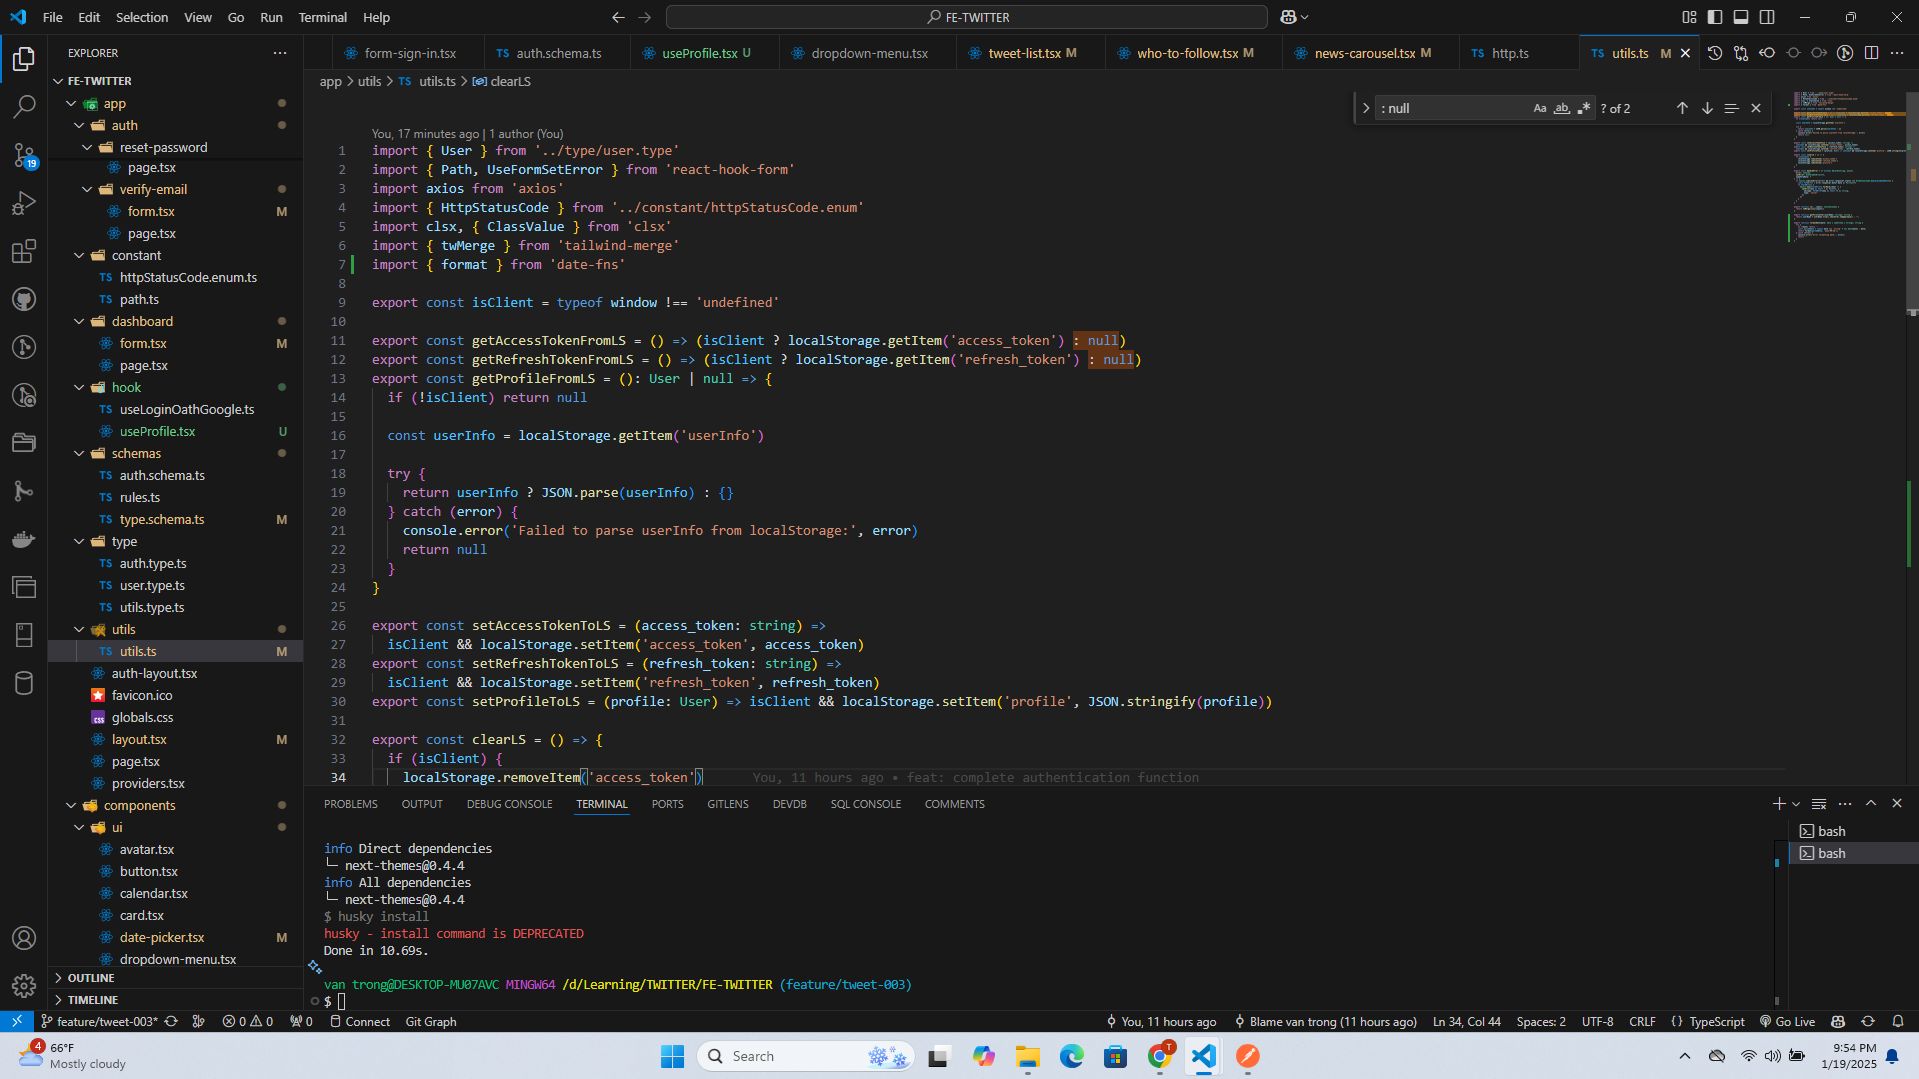 File Edit Selection View Go Run Terminal Help
FE-TWITTER
EXPLORER
form-sign-in.tsx
TS auth.schema.ts
useProfile.tsx U
dropdown-menu.tsx
tweet-list.tsx M
who-to-follow.tsx M
news-carousel.tsx M
TS http.ts
TS utils.ts M
app > utils > TS utils.ts > clearLS
: null
Aa ab
? of 2
FE-TWITTER
app
auth
reset-password
page.tsx
verify-email
form.tsx M
page.tsx
constant
TS httpStatusCode.enum.ts
TS path.ts
dashboard
form.tsx M
page.tsx
hook
TS useLoginOathGoogle.ts
useProfile.tsx U
schemas
TS auth.schema.ts
TS rules.ts
TS type.schema.ts M
type
TS auth.type.ts
TS user.type.ts
TS utils.type.ts
utils
TS utils.ts M
auth-layout.tsx
favicon.ico
globals.css
layout.tsx M
page.tsx
providers.tsx
components
ui
avatar.tsx
button.tsx
calendar.tsx
card.tsx
date-picker.tsx M
dropdown-menu.tsx
OUTLINE
TIMELINE
19
You, 17 minutes ago | 1 author (You)
1 import { User } from '../type/user.type'
2 import { Path, UseFormSetError } from 'react-hook-form'
3 import axios from 'axios'
4 import { HttpStatusCode } from '../constant/httpStatusCode.enum'
5 import clsx, { ClassValue } from 'clsx'
6 import { twMerge } from 'tailwind-merge'
7 import { format } from 'date-fns'
8
9 export const isClient = typeof window !== 'undefined'
10
11 export const getAccessTokenFromLS = () => (isClient ? localStorage.getItem('access_token') : null)
12 export const getRefreshTokenFromLS = () => (isClient ? localStorage.getItem('refresh_token') : null)
13 export const getProfileFromLS = (): User | null => {
14 if (!isClient) return null
15
16 const userInfo = localStorage.getItem('userInfo')
17
18 try {
19 return userInfo ? JSON.parse(userInfo) : {}
20 } catch (error) {
21 console.error('Failed to parse userInfo from localStorage:', error)
22 return null
23 }
24 }
25
26 export const setAccessTokenToLS = (access_token: string) =>
27 isClient && localStorage.setItem('access_token', access_token)
28 export const setRefreshTokenToLS = (refresh_token: string) =>
29 isClient && localStorage.setItem('refresh_token', refresh_token)
30 export const setProfileToLS = (profile: User) => isClient && localStorage.setItem('profile', JSON.stringify(profile))
31
32 export const clearLS = () => {
33 if (isClient) {
34 localStorage.removeItem('access_token') You, 11 hours ago • feat: complete authentication function
PROBLEMS OUTPUT DEBUG CONSOLE TERMINAL PORTS GITLENS DEVDB SQL CONSOLE COMMENTS
bash
bash
info Direct dependencies
└─ next-themes@0.4.4
info All dependencies
└─ next-themes@0.4.4
$ husky install
husky - install command is DEPRECATED
Done in 10.69s.
van trong@DESKTOP-MU07AVC MINGW64 /d/Learning/TWITTER/FE-TWITTER (feature/tweet-003)
$
feature/tweet-003* 0 0 0 Connect Git Graph You, 11 hours ago Blame van trong (11 hours ago) Ln 34, Col 44 Spaces: 2 UTF-8 CRLF {} TypeScript Go Live
4
66°F
Mostly cloudy
Search
T
9:54 PM
1/19/2025